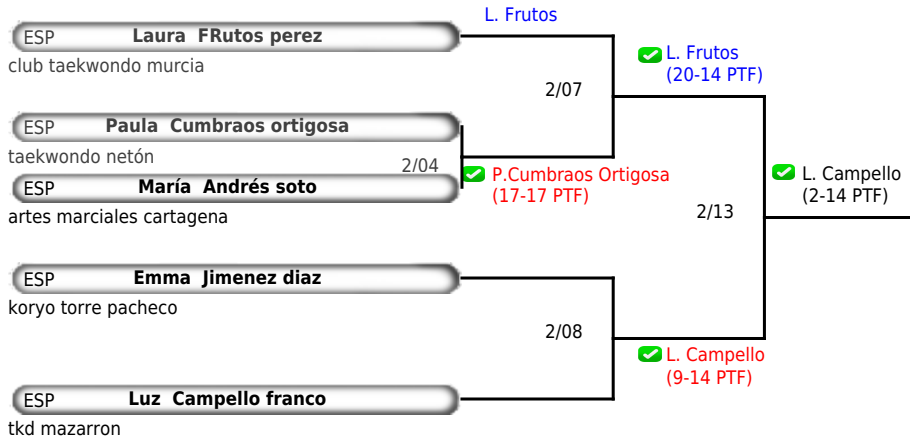 L. Frutos
ESP Laura FRutos perez
club taekwondo murcia
L. Frutos
(20-14 PTF)
2/07
ESP Paula Cumbraos ortigosa
taekwondo netón
2/04
P.Cumbraos Ortigosa
(17-17 PTF)
ESP María Andrés soto
artes marciales cartagena
L. Campello
(2-14 PTF)
2/13
ESP Emma Jimenez diaz
koryo torre pacheco
2/08
L. Campello
(9-14 PTF)
ESP Luz Campello franco
tkd mazarron